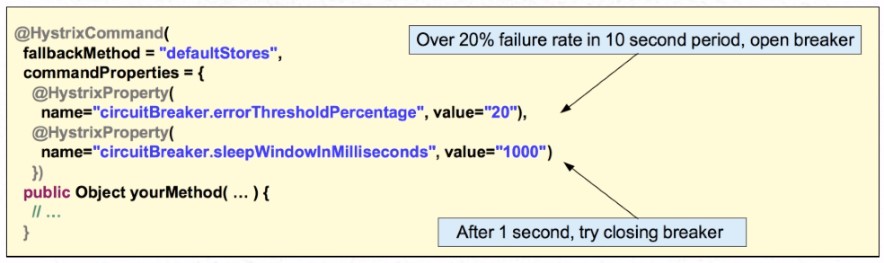 @HystrixCommand(
fallbackMethod = "defaultStores",
commandProperties = {
@HystrixProperty(
name="circuitBreaker.errorThresholdPercentage", value="20"),
@HystrixProperty(
name="circuitBreaker.sleepWindowInMilliseconds", value="1000")
})
public Object yourMethod( … ) {
// …
}
Over 20% failure rate in 10 second period, open breaker
After 1 second, try closing breaker